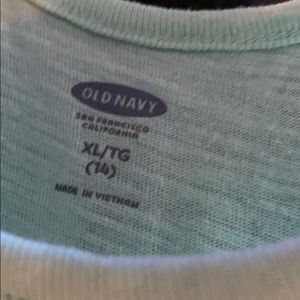 OLD NAVY
SAN FRANCISCO
CALIFORNIA
XL/TG
(14)
MADE IN VIETNAM